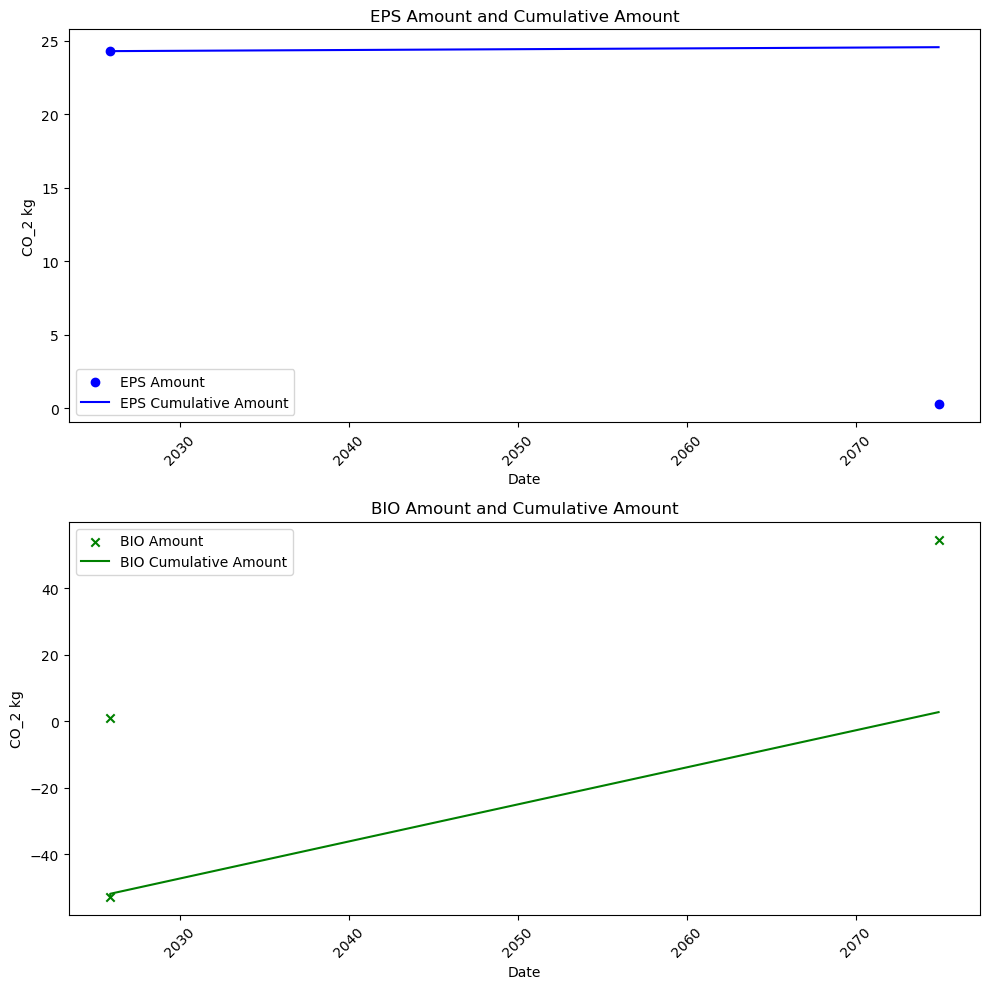 EPS Amount and Cumulative Amount
25
20
15
10
5
0
CO_2 kg
EPS Amount
EPS Cumulative Amount
2030
2040
2050
2060
2070
Date
BIO Amount and Cumulative Amount
BIO Amount
BIO Cumulative Amount
40
20
0
−20
−40
CO_2 kg
2030
2040
2050
2060
2070
Date